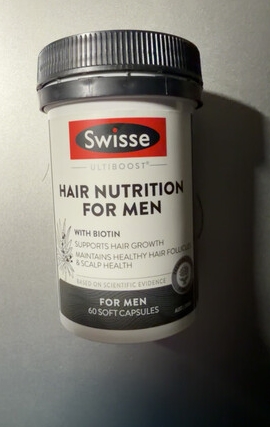 Swisse
ULTIBOOST
HAIR NUTRITION
FOR MEN
WITH BIOTIN
SUPPORTS HAIR GROWTH
MAINTAINS HEALTHY HAIR FOLLICLES
& SCALP HEALTH
BASED ON SCIENTIFIC EVIDENCE
FOR MEN
60 SOFT CAPSULES